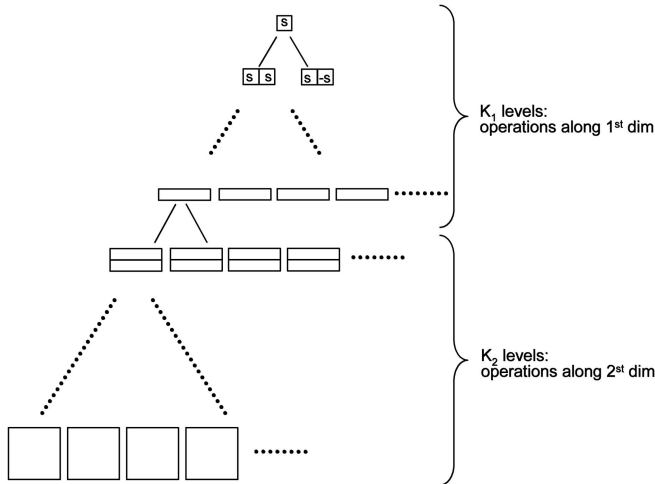 s
s s s -s
K₁ levels:
operations along 1ˢᵗ dim
K₂ levels:
operations along 2ˢᵗ dim